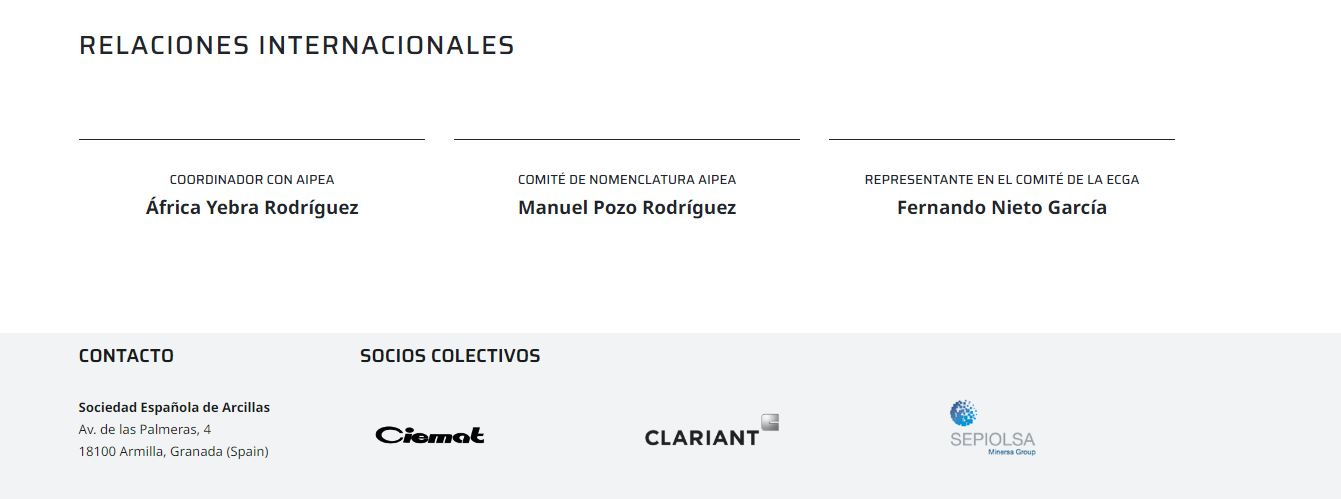 RELACIONES INTERNACIONALES
COORDINADOR CON AIPEA
África Yebra Rodríguez
COMITÉ DE NOMENCLATURA AIPEA
Manuel Pozo Rodríguez
REPRESENTANTE EN EL COMITÉ DE LA ECGA
Fernando Nieto García
CONTACTO
Sociedad Española de Arcillas
Av. de las Palmeras, 4
18100 Armilla, Granada (Spain)
SOCIOS COLECTIVOS
Ciemat
CLARIANT
SEPIOLSA
Minersa Group